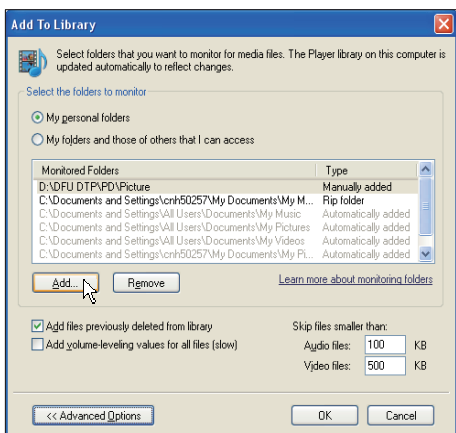 Add To Library
Select folders that you want to monitor for media files. The Player library on this computer is
updated automatically to reflect changes.
Select the folders to monitor
My personal folders
My folders and those of others that I can access
Monitored Folders Type
D:\DFU DTP\PD\Picture Manually added
C:\Documents and Settings\cnh50257\My Documents\My M... Rip folder
C:\Documents and Settings\All Users\Documents\My Music Automatically added
C:\Documents and Settings\All Users\Documents\My Pictures Automatically added
C:\Documents and Settings\All Users\Documents\My Videos Automatically added
C:\Documents and Settings\cnh50257\My Documents\My Pi... Automatically added
Add... Remove Learn more about monitoring folders
Add files previously deleted from library Skip files smaller than:
Add volume-leveling values for all files (slow) Audio files: 100 KB
Video files: 500 KB
<< Advanced Options OK Cancel